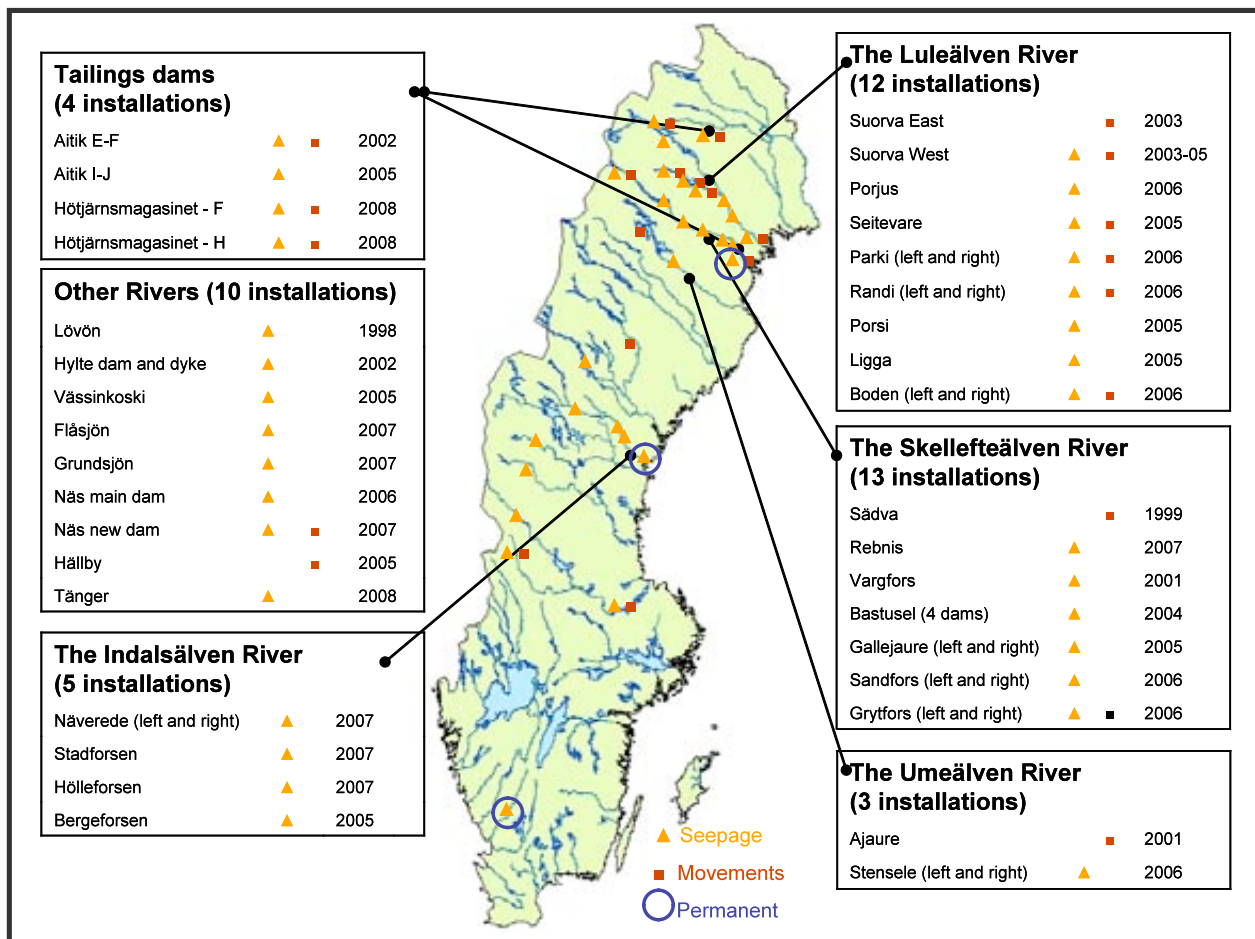 Tailings dams
(4 installations)
Aitik E-F 2002
Aitik I-J 2005
Hötjärnsmagasinet - F 2008
Hötjärnsmagasinet - H 2008
Other Rivers (10 installations)
Lövön 1998
Hylte dam and dyke 2002
Vässinkoski 2005
Flåsjön 2007
Grundsjön 2007
Näs main dam 2006
Näs new dam 2007
Hällby 2005
Tänger 2008
The Indalsälven River
(5 installations)
Näverede (left and right) 2007
Stadforsen 2007
Hölleforsen 2007
Bergeforsen 2005
The Luleälven River
(12 installations)
Suorva East 2003
Suorva West 2003-05
Porjus 2006
Seitevare 2005
Parki (left and right) 2006
Randi (left and right) 2006
Porsi 2005
Ligga 2005
Boden (left and right) 2006
The Skellefteälven River
(13 installations)
Sädva 1999
Rebnis 2007
Vargfors 2001
Bastusel (4 dams) 2004
Gallejaure (left and right) 2005
Sandfors (left and right) 2006
Grytfors (left and right) 2006
The Umeälven River
(3 installations)
Ajaure 2001
Stensele (left and right) 2006
Seepage
Movements
Permanent